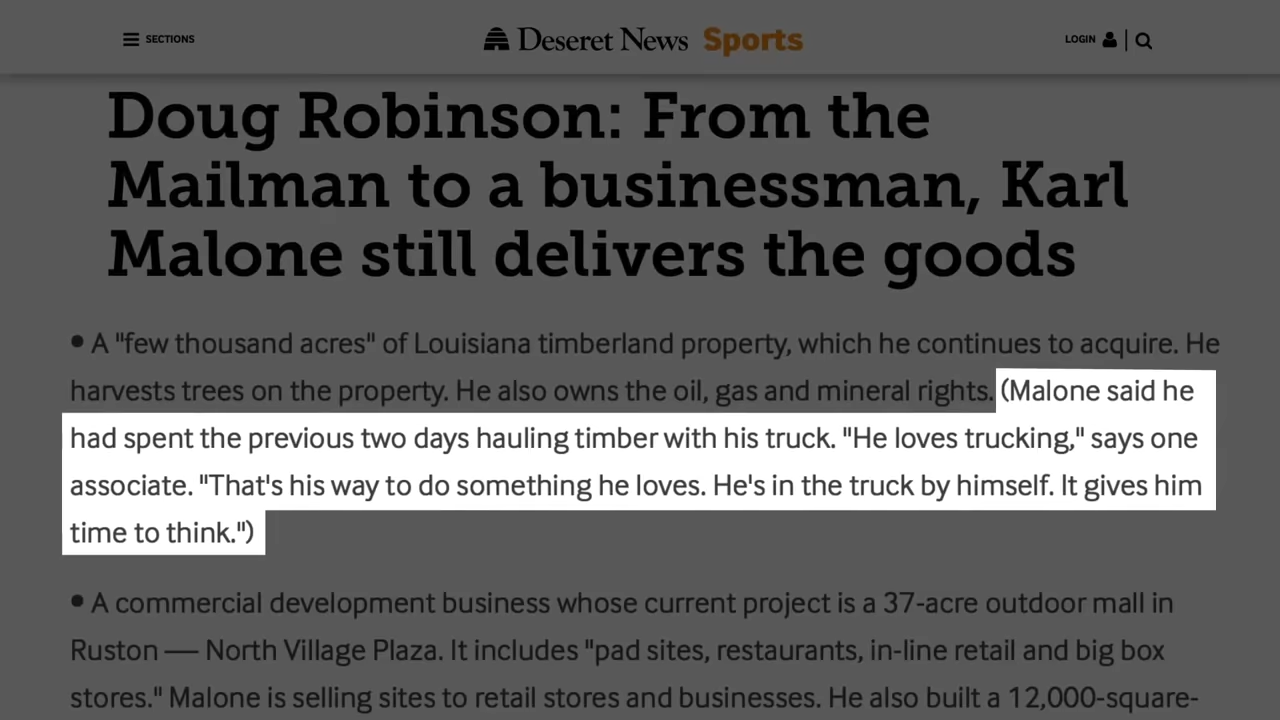 SECTIONS
Deseret News Sports
LOGIN
Doug Robinson: From the
Mailman to a businessman, Karl
Malone still delivers the goods
• A "few thousand acres" of Louisiana timberland property, which he continues to acquire. He
harvests trees on the property. He also owns the oil, gas and mineral rights. (Malone said he
had spent the previous two days hauling timber with his truck. "He loves trucking," says one
associate. "That's his way to do something he loves. He's in the truck by himself. It gives him
time to think.")
• A commercial development business whose current project is a 37-acre outdoor mall in
Ruston — North Village Plaza. It includes "pad sites, restaurants, in-line retail and big box
stores." Malone is selling sites to retail stores and businesses. He also built a 12,000-square-